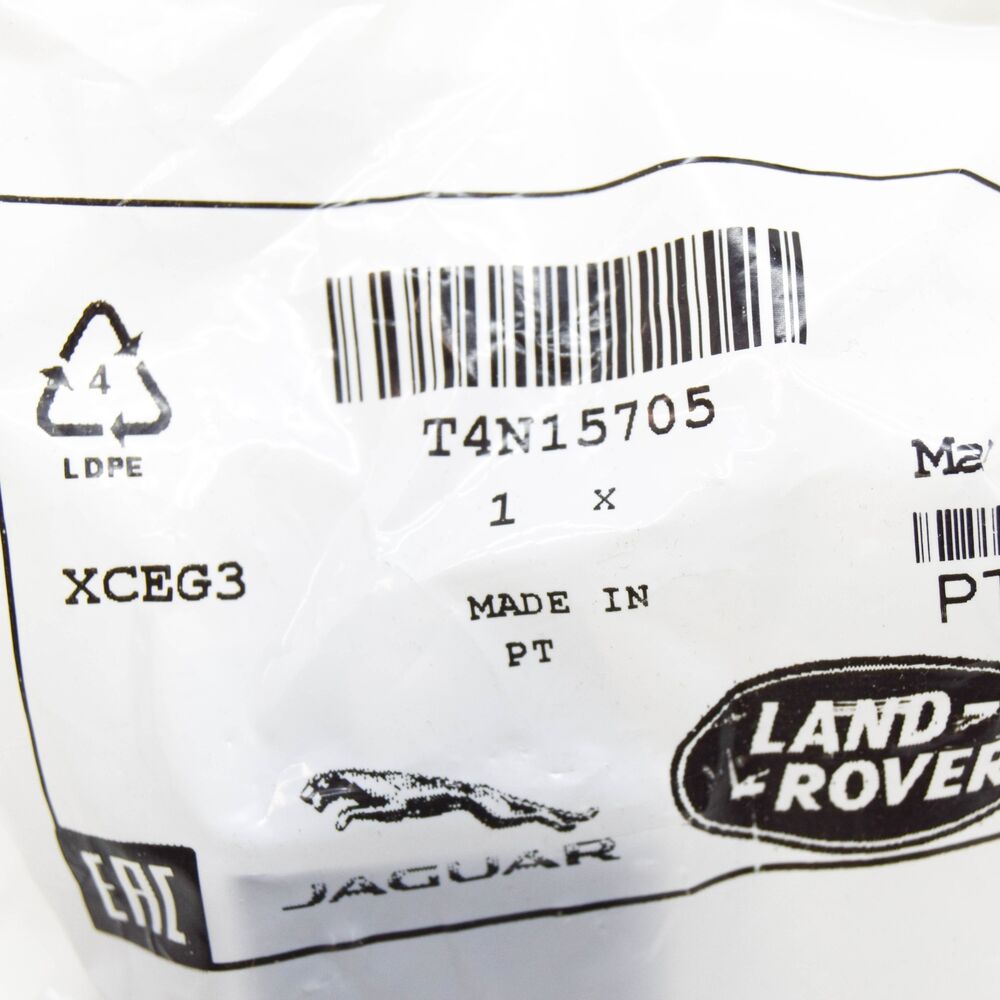 T4N15705
4
LDPE
1 x
XCEG3
MADE IN
PT
JAGUAR
LAND
ROVER
EAC